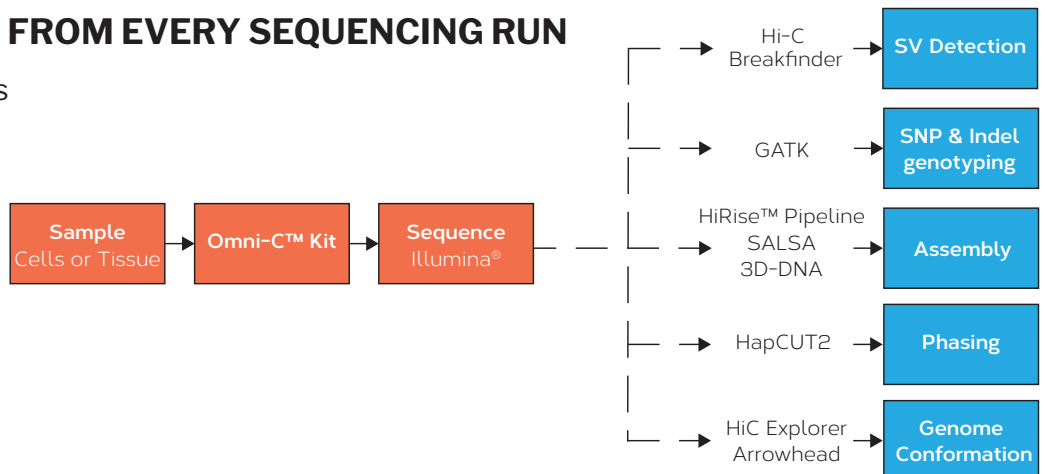 FROM EVERY SEQUENCING RUN
S
Sample
Cells or Tissue
Omni-C™ Kit
Sequence
Illumina®
Hi-C
Breakfinder
SV Detection
GATK
SNP & Indel
genotyping
HiRise™ Pipeline
SALSA
3D-DNA
Assembly
HapCUT2
Phasing
HiC Explorer
Arrowhead
Genome
Conformation